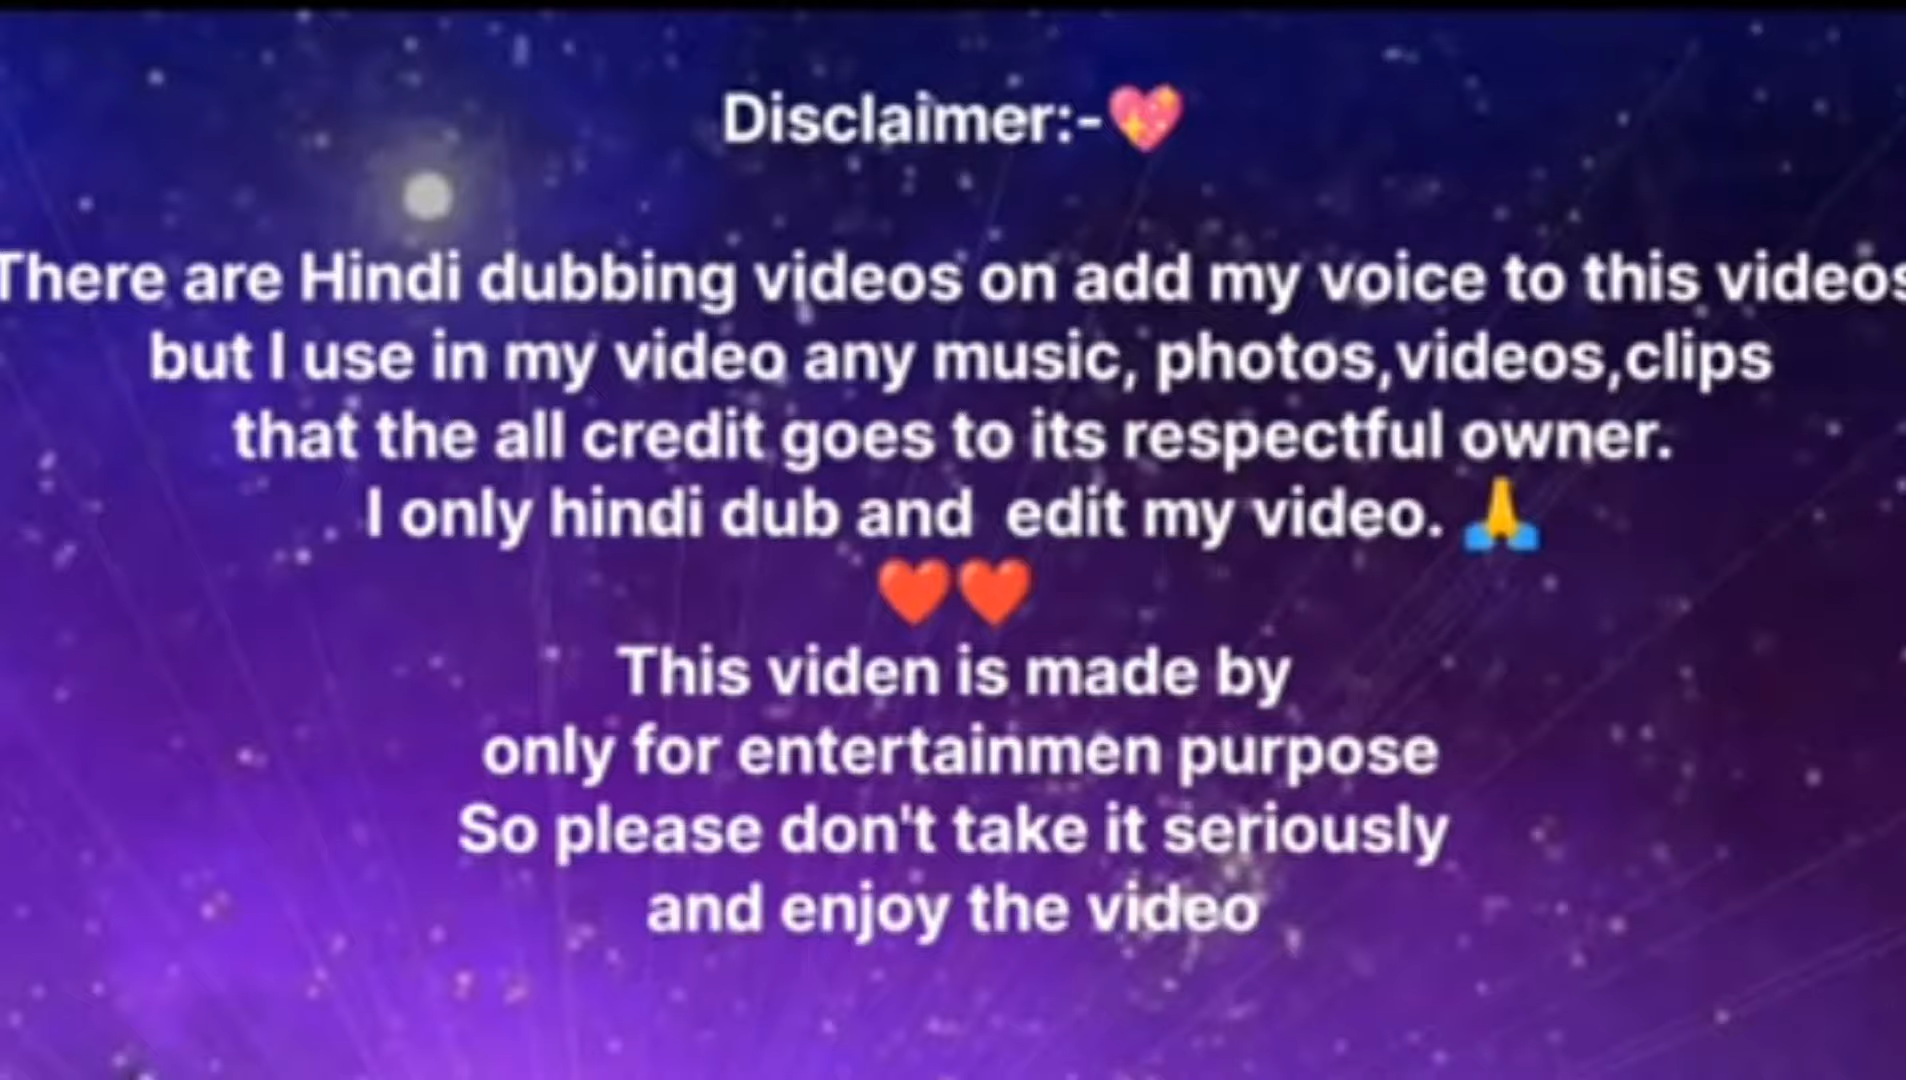 Disclaimer:-💖
There are Hindi dubbing videos on add my voice to this videos
but I use in my video any music, photos,videos,clips
that the all credit goes to its respectful owner.
I only hindi dub and  edit my video. 🙏
❤️❤️
This viden is made by
only for entertainmen purpose
So please don't take it seriously
and enjoy the video